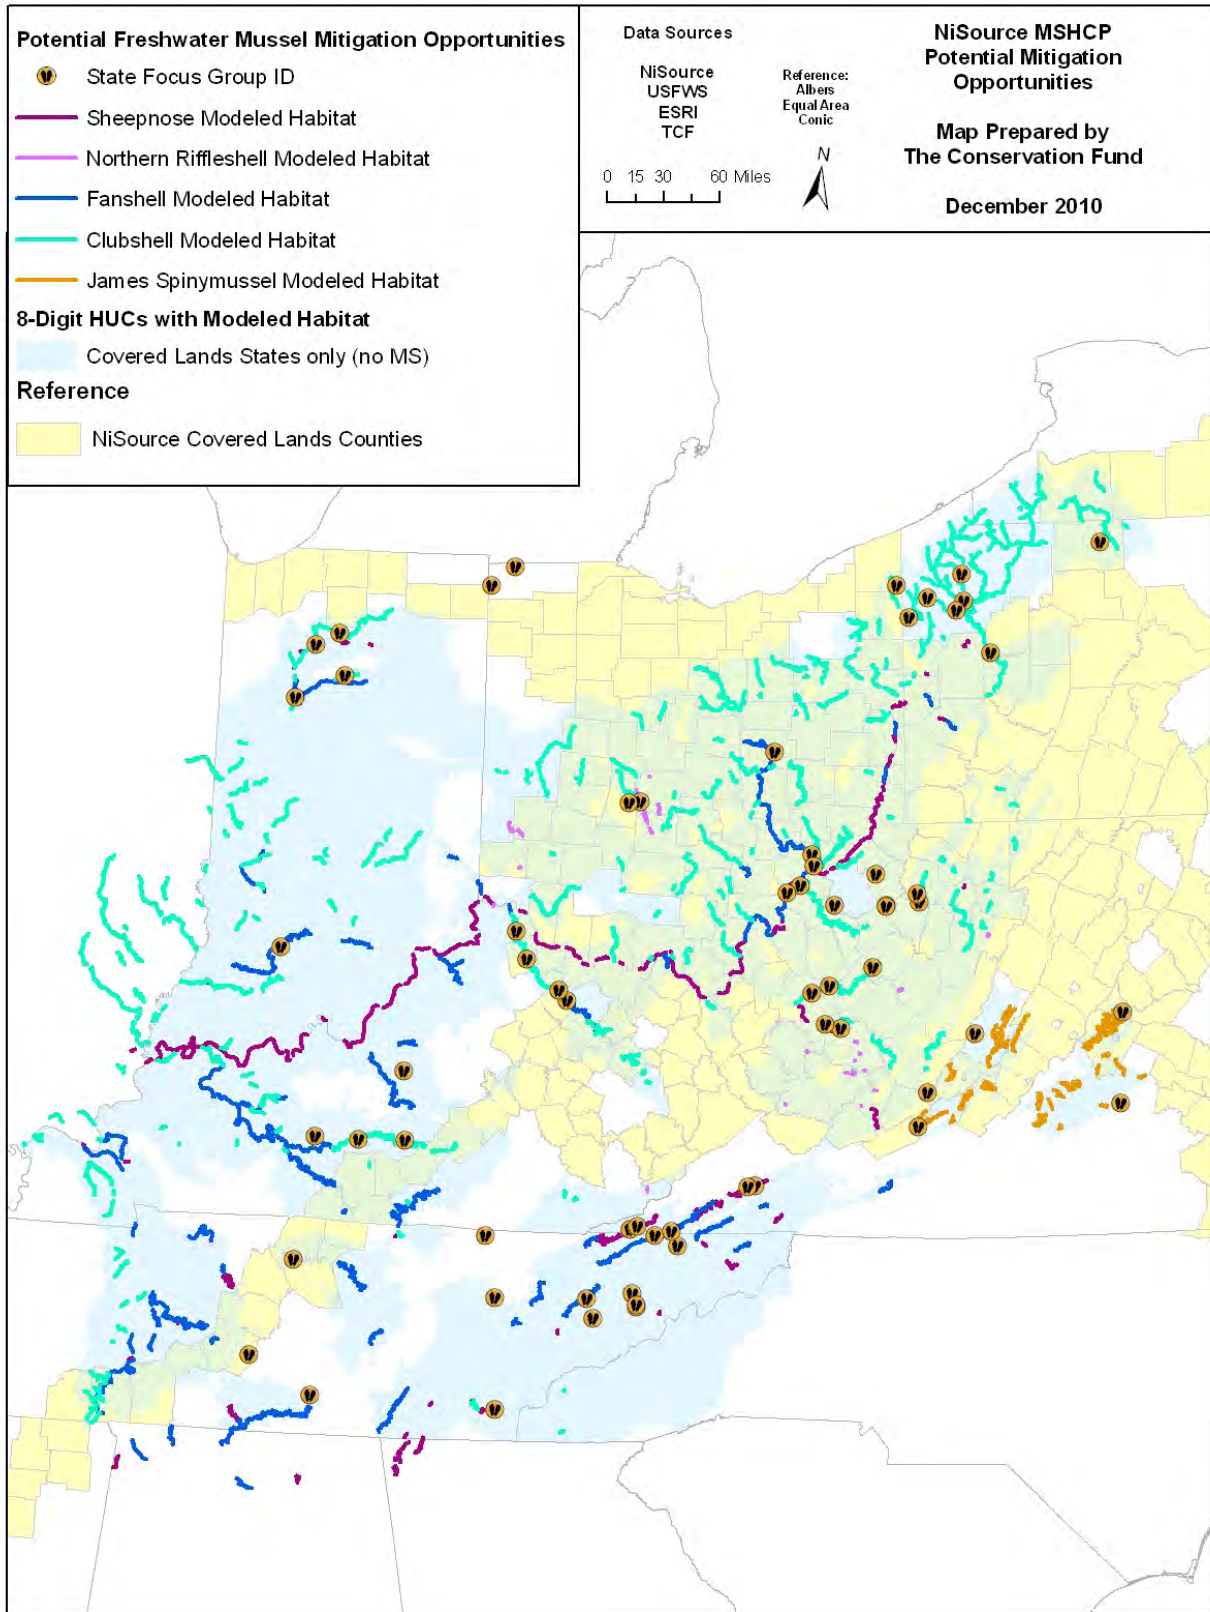 Potential Freshwater Mussel Mitigation Opportunities
State Focus Group ID
Sheepnose Modeled Habitat
Northern Riffleshell Modeled Habitat
Fanshell Modeled Habitat
Clubshell Modeled Habitat
James Spinymussel Modeled Habitat
8-Digit HUCs with Modeled Habitat
Covered Lands States only (no MS)
Reference
NiSource Covered Lands Counties
Data Sources
NiSource
USFWS
ESRI
TCF
0 15 30 60 Miles
Reference:
Albers
Equal Area
Conic
N
NiSource MSHCP
Potential Mitigation
Opportunities
Map Prepared by
The Conservation Fund
December 2010